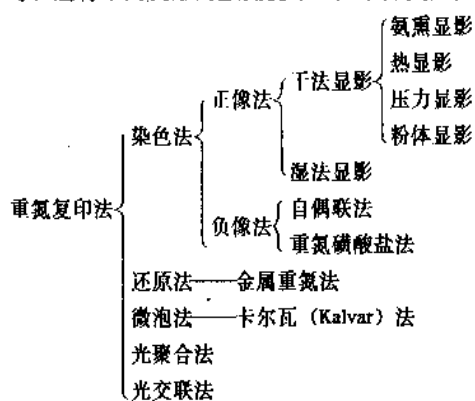 氨熏显影
热显影
干法显影
压力显影
粉体显影
正像法
湿法显影
染色法
负像法
自偶联法
重氮磺酸盐法
重氮复印法
还原法——金属重氮法
微泡法——卡尔瓦（Kalvar）法
光聚合法
光交联法